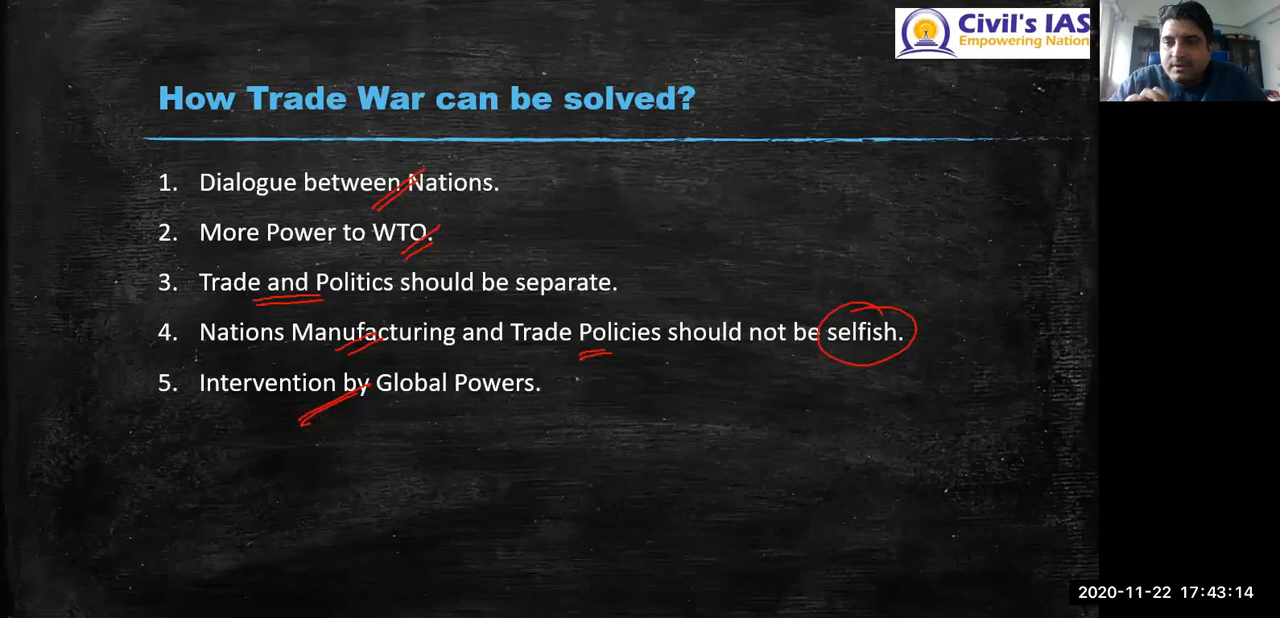 Civil's IAS
Empowering Nation
How Trade War can be solved?
1. Dialogue between Nations.
2. More Power to WTO.
3. Trade and Politics should be separate.
4. Nations Manufacturing and Trade Policies should not be selfish.
5. Intervention by Global Powers.
2020-11-22 17:43:14